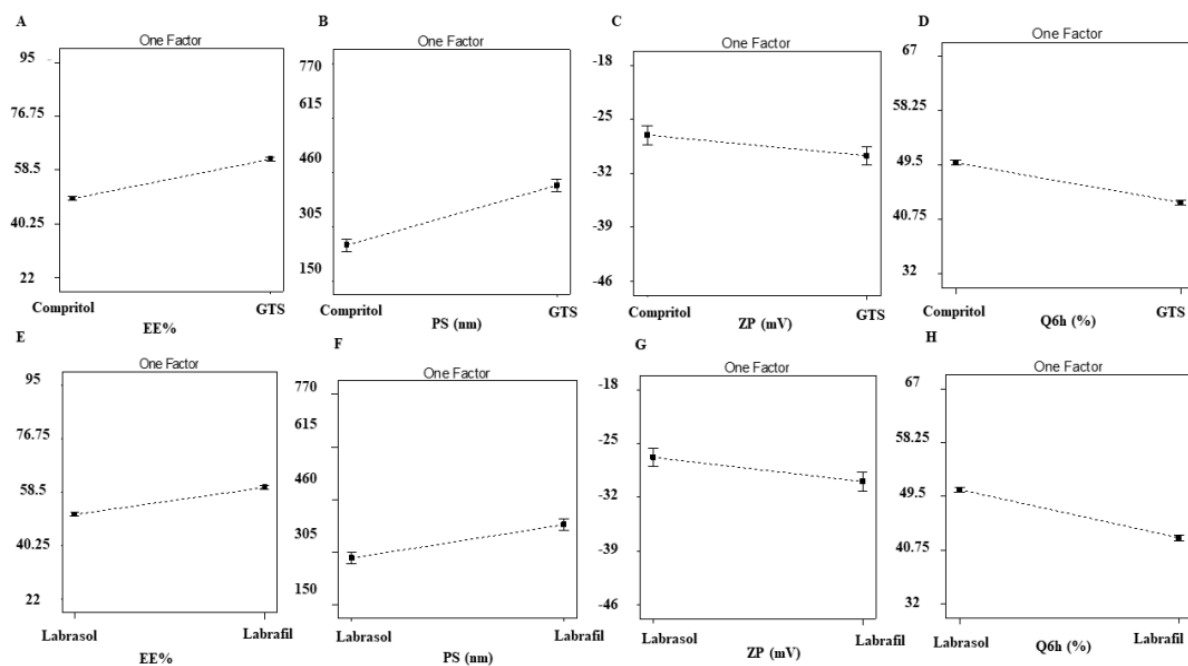 A
One Factor
95
76.75
58.5
40.25
22
Compritol GTS
EE%
B
One Factor
770
615
460
305
150
Compritol GTS
PS (nm)
C
One Factor
-18
-25
-32
-39
-46
Compritol GTS
ZP (mV)
D
One Factor
67
58.25
49.5
40.75
32
Compritol GTS
Q6h (%)
E
One Factor
95
76.75
58.5
40.25
22
Labrasol Labrafil
EE%
F
One Factor
770
615
460
305
150
Labrasol Labrafil
PS (nm)
G
One Factor
-18
-25
-32
-39
-46
Labrasol Labrafil
ZP (mV)
H
One Factor
67
58.25
49.5
40.75
32
Labrasol Labrafil
Q6h (%)